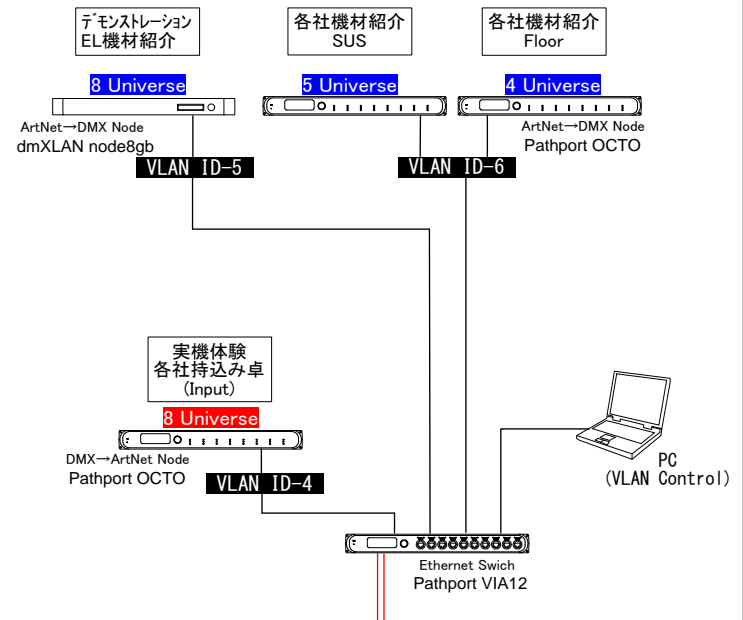 デモンストレーション
EL機材紹介
各社機材紹介
SUS
各社機材紹介
Floor
8 Universe
5 Universe
4 Universe
ArtNet→DMX Node
dmXLAN node8gb
ArtNet→DMX Node
Pathport OCTO
VLAN ID-5
VLAN ID-6
実機体験
各社持込み卓
(Input)
8 Universe
DMX→ArtNet Node
Pathport OCTO
VLAN ID-4
PC
(VLAN Control)
Ethernet Swich
Pathport VIA12